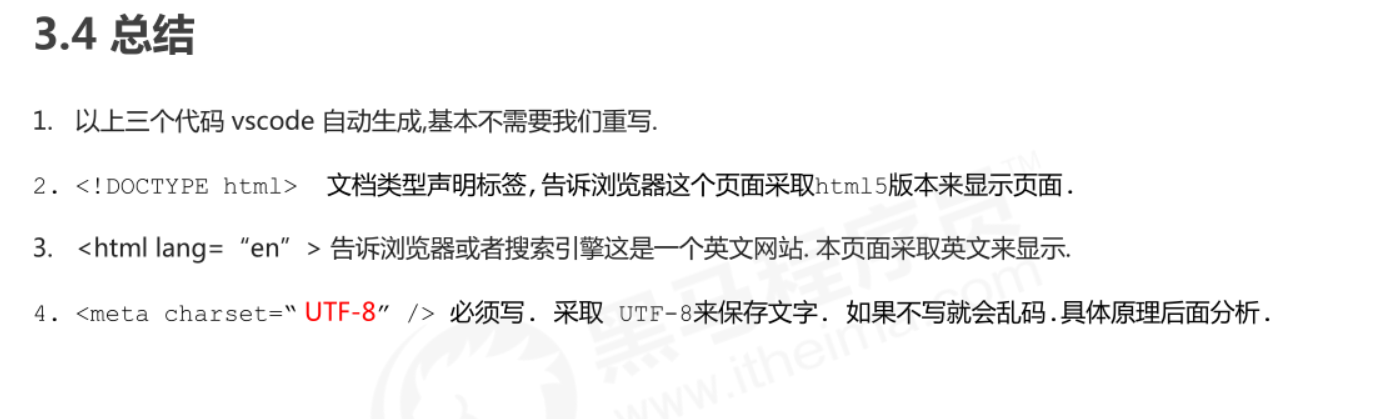 3.4 总结
1. 以上三个代码 vscode 自动生成,基本不需要我们重写.
2. <!DOCTYPE html> 文档类型声明标签,告诉浏览器这个页面采取html5版本来显示页面.
3. <html lang=“en”> 告诉浏览器或者搜索引擎这是一个英文网站. 本页面采取英文来显示.
4. <meta charset=“ UTF-8” /> 必须写. 采取 UTF-8来保存文字. 如果不写就会乱码.具体原理后面分析.
黑马程序员™
www.itheima.com